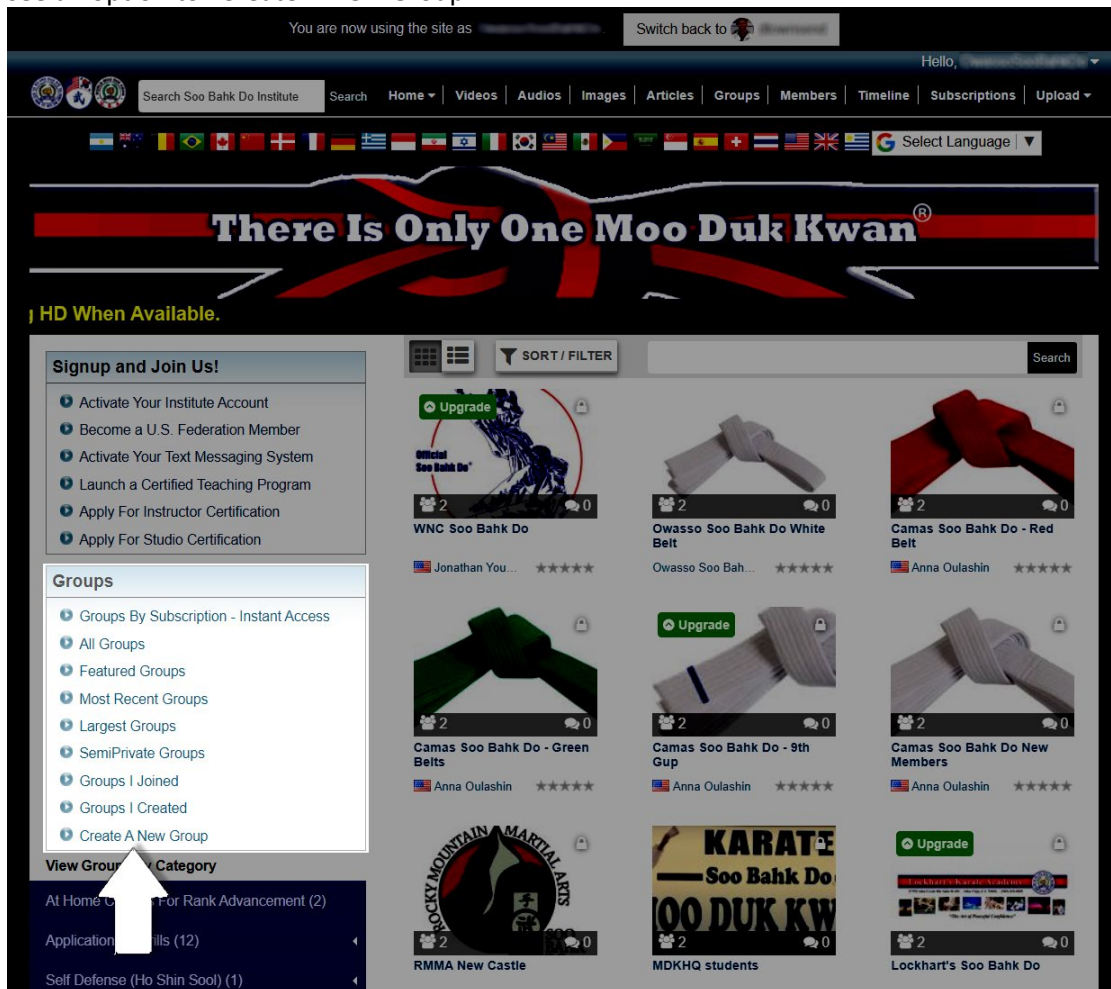 You are now using the site as
Switch back to
Hello,
Search Soo Bahk Do Institute Search Home Videos Audios Images Articles Groups Members Timeline Subscriptions Upload
Select Language
There Is Only One Moo Duk Kwan®
HD When Available.
Signup and Join Us!
Activate Your Institute Account
Become a U.S. Federation Member
Activate Your Text Messaging System
Launch a Certified Teaching Program
Apply For Instructor Certification
Apply For Studio Certification
Groups
Groups By Subscription - Instant Access
All Groups
Featured Groups
Most Recent Groups
Largest Groups
SemiPrivate Groups
Groups I Joined
Groups I Created
Create A New Group
View Group Category
At Home For Rank Advancement (2)
Application (12)
Self Defense (Ho Shin Sool) (1)
SORT / FILTER
Search
Upgrade
Official
Soo Bahk Do
2 0
WNC Soo Bahk Do
Jonathan You...
2 0
Owasso Soo Bahk Do White
Belt
Owasso Soo Bah...
2 0
Camas Soo Bahk Do - Red
Belt
Anna Oulashin
2 0
Camas Soo Bahk Do - Green
Belts
Anna Oulashin
Upgrade
2 0
Camas Soo Bahk Do - 9th
Gup
Anna Oulashin
2 0
Camas Soo Bahk Do New
Members
Anna Oulashin
ROCKY MOUNTAIN MARTIAL ARTS
2 0
RMMA New Castle
KARATE
Soo Bahk Do
OO DUK KW
2 0
MDKHQ students
Upgrade
Lockhart's Karate Academy
2 0
Lockhart's Soo Bahk Do